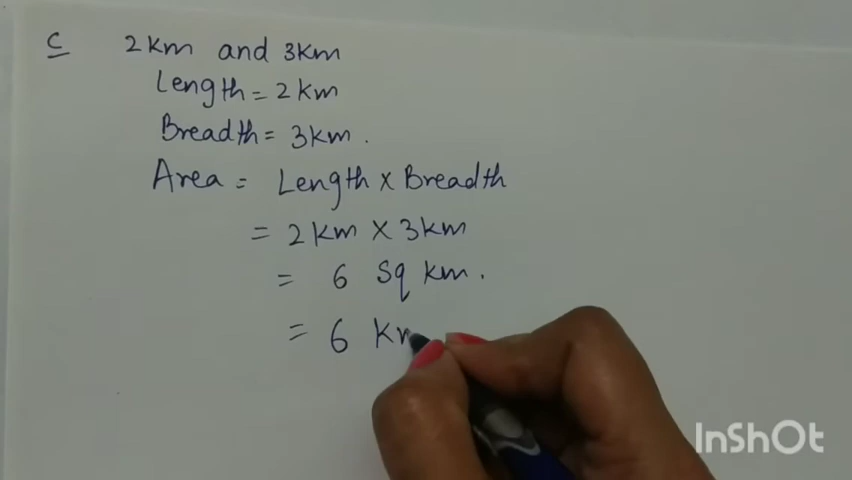 C 2 km and 3 km
Length = 2 km
Breadth = 3 km.
Area = Length x Breadth
= 2 km x 3 km
= 6 Sq km.
= 6 K
InShOt